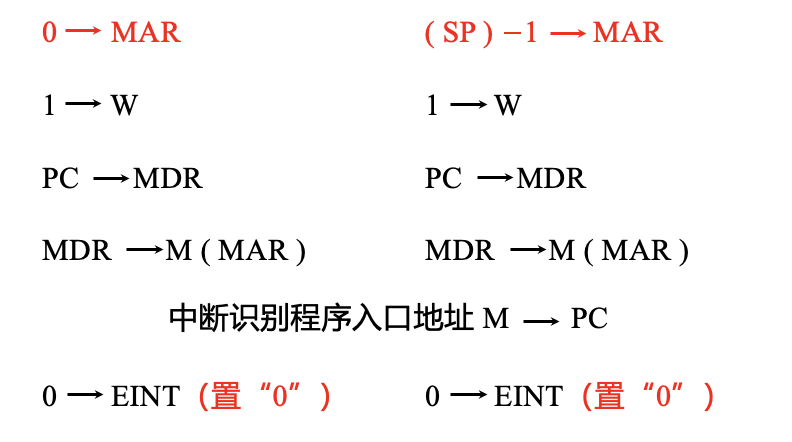 0 → MAR ( SP ) −1 → MAR
1 → W 1 → W
PC → MDR PC → MDR
MDR → M ( MAR ) MDR → M ( MAR )
中断识别程序入口地址 M → PC
0 → EINT（置“0”） 0 → EINT（置“0”）